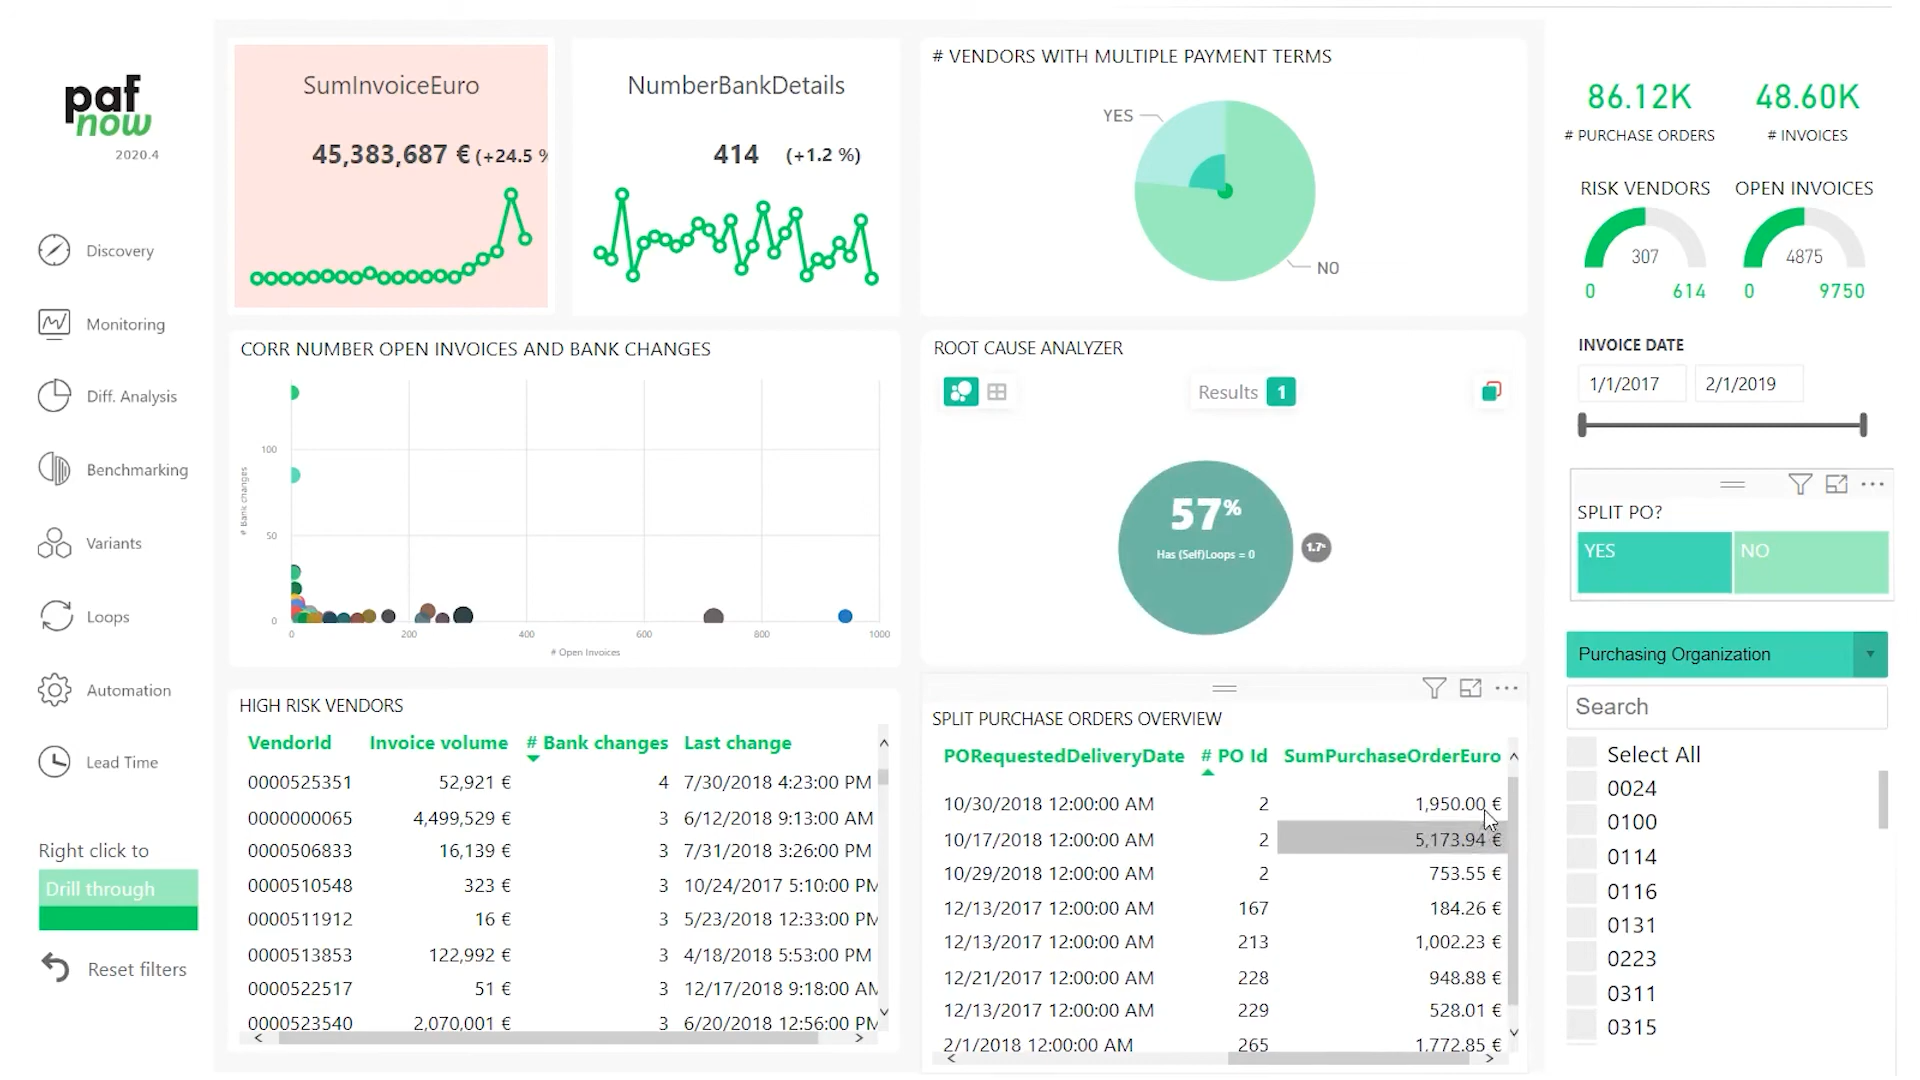 paf
now
2020.4
Discovery
Monitoring
Diff. Analysis
Benchmarking
Variants
Loops
Automation
Lead Time
Right click to
Drill through
Reset filters
SumInvoiceEuro
45,383,687 € (+24.5 %
NumberBankDetails
414 (+1.2 %)
# VENDORS WITH MULTIPLE PAYMENT TERMS
YES
NO
CORR NUMBER OPEN INVOICES AND BANK CHANGES
# Bank changes
100
50
0
0 200 400 600 800 1000
# Open Invoices
ROOT CAUSE ANALYZER
Results 1
57%
Has (Self)Loops = 0
1.7%
HIGH RISK VENDORS
VendorId Invoice volume # Bank changes Last change
0000525351 52,921 € 4 7/30/2018 4:23:00 PM
0000000065 4,499,529 € 3 6/12/2018 9:13:00 AM
0000506833 16,139 € 3 7/31/2018 3:26:00 PM
0000510548 323 € 3 10/24/2017 5:10:00 PM
0000511912 16 € 3 5/23/2018 12:33:00 PM
0000513853 122,992 € 3 4/18/2018 5:53:00 PM
0000522517 51 € 3 12/17/2018 9:18:00 AM
0000523540 2,070,001 € 3 6/20/2018 12:56:00 PM
SPLIT PURCHASE ORDERS OVERVIEW
PORequestedDeliveryDate # PO Id SumPurchaseOrderEuro
10/30/2018 12:00:00 AM 2 1,950.00 €
10/17/2018 12:00:00 AM 2 5,173.94 €
10/29/2018 12:00:00 AM 2 753.55 €
12/13/2017 12:00:00 AM 167 184.26 €
12/13/2017 12:00:00 AM 213 1,002.23 €
12/21/2017 12:00:00 AM 228 948.88 €
12/13/2017 12:00:00 AM 229 528.01 €
2/1/2018 12:00:00 AM 265 1,772.85 €
86.12K 48.60K
# PURCHASE ORDERS # INVOICES
RISK VENDORS OPEN INVOICES
307 4875
0 614 0 9750
INVOICE DATE
1/1/2017 2/1/2019
SPLIT PO?
YES NO
Purchasing Organization
Search
Select All
0024
0100
0114
0116
0131
0223
0311
0315